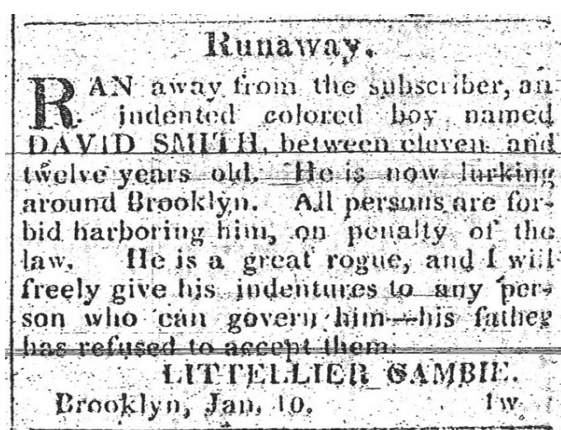 Runaway.
RAN away from the subscriber, an
indented colored boy named
DAVID SMITH, between eleven and
twelve years old. He is now lurking
around Brooklyn. All persons are for-
bid harboring him, on penalty of the
law. He is a great rogue, and I will
freely give his indentures to any per-
son who can govern him—his father
has refused to accept them.
LITTELLIER GAMBIE.
Brooklyn, Jan. 10. 1w